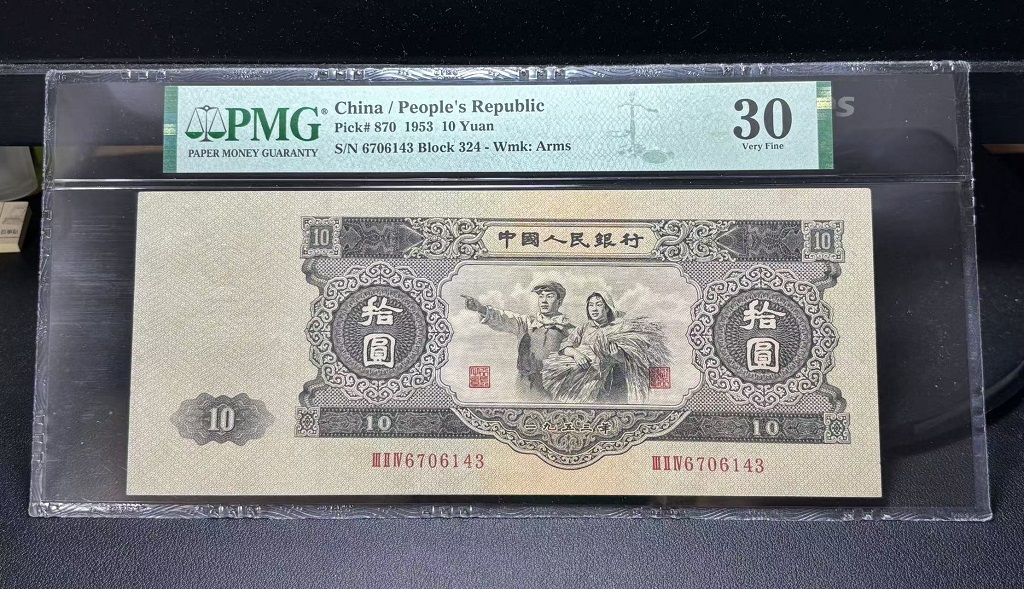 PMG®
PAPER MONEY GUARANTY
China / People's Republic
Pick# 870 1953 10 Yuan
S/N 6706143 Block 324 - Wmk: Arms
30
Very Fine
10
中國人民銀行
10
拾圓
拾圓
10
10
一九五三年
10
ⅢⅡⅣ6706143
ⅢⅡⅣ6706143